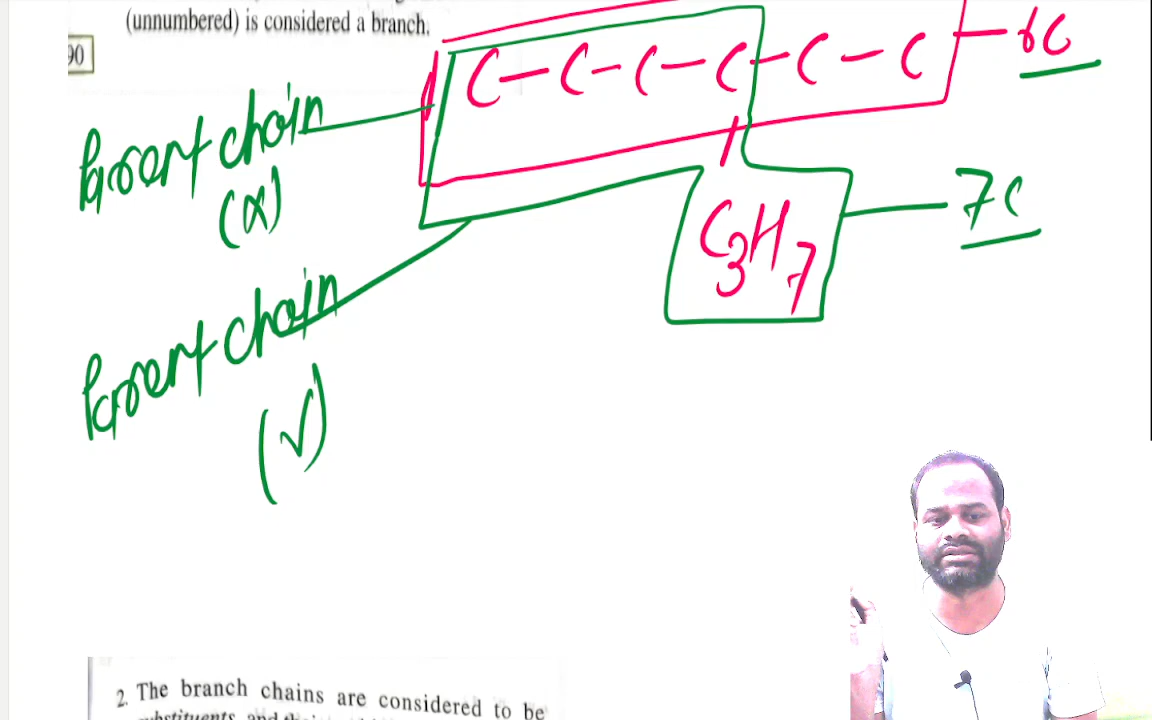 (unnumbered) is considered a branch.
90
C-C-C-C-C-C
6C
parent chain
(x)
7C
C3H7
parent chain
(√)
2. The branch chains are considered to be